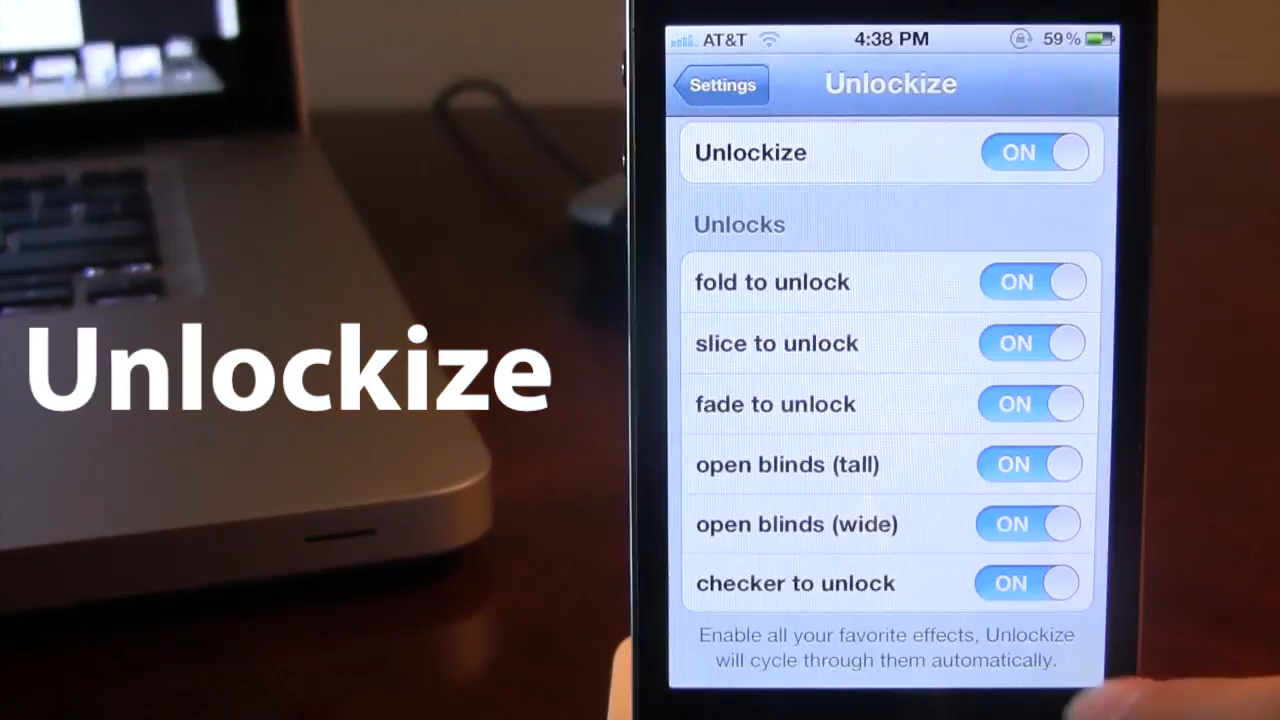 AT&T 4:38 PM 59%
Settings Unlockize
Unlockize ON
Unlocks
fold to unlock ON
slice to unlock ON
fade to unlock ON
open blinds (tall) ON
open blinds (wide) ON
checker to unlock ON
Enable all your favorite effects, Unlockize
will cycle through them automatically.
Unlockize